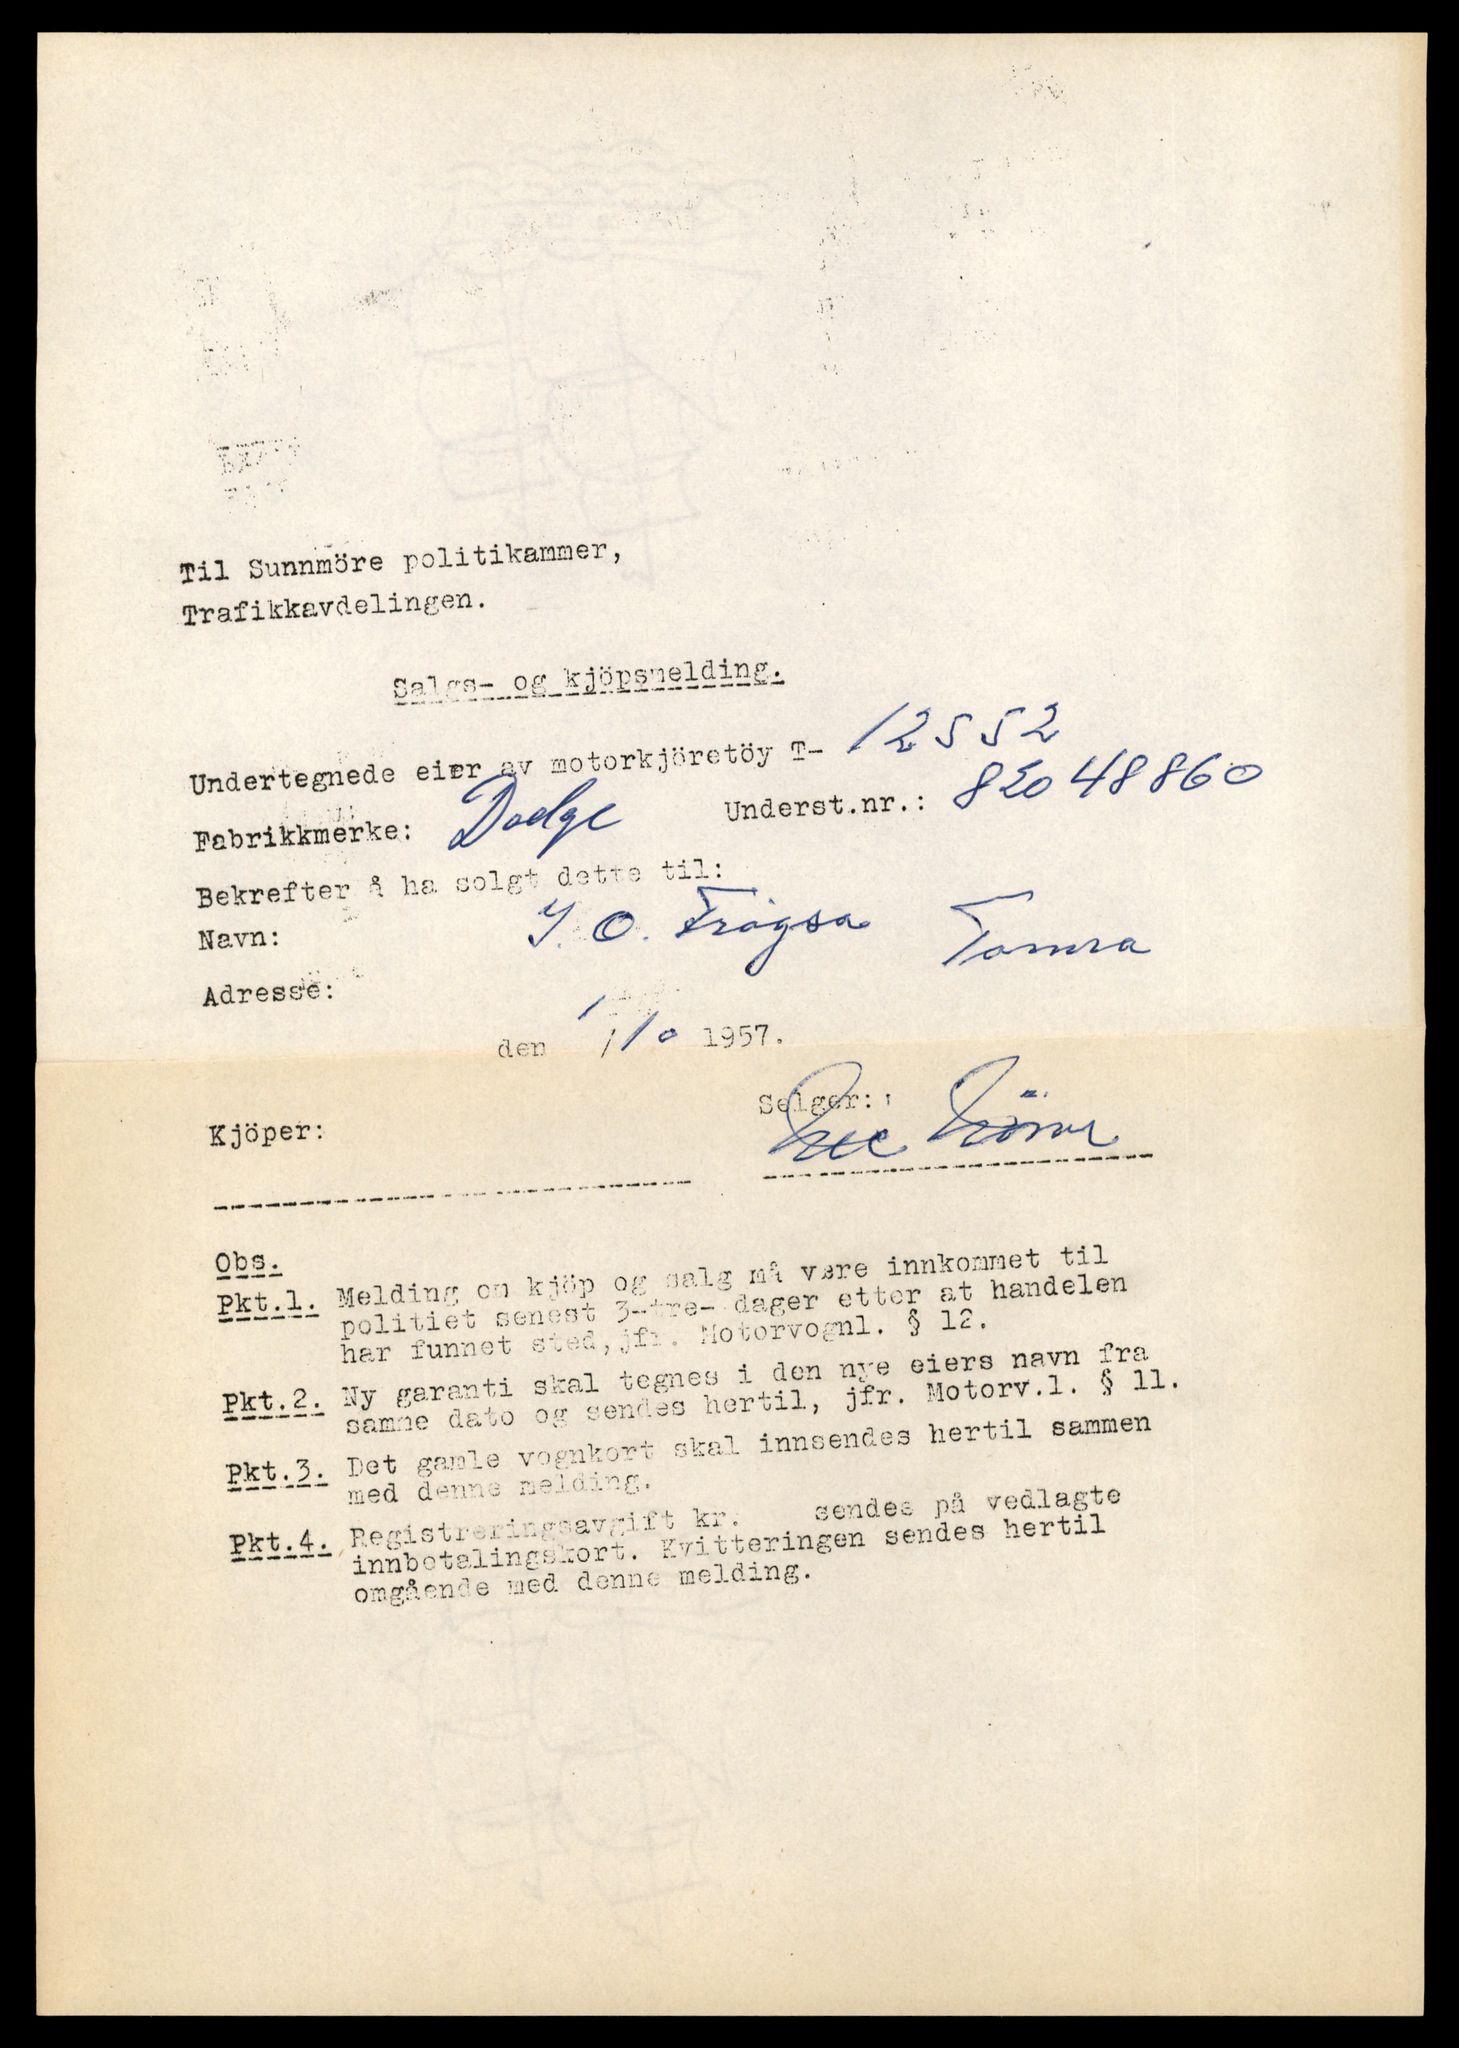 Til Sunnmöre politikammer,
Trafikkavdelingen.
Salgs- og kjöpsmelding.
Undertegnede eier av motorkjöretöy T- 12552
Fabrikkmerke: Dodge Underst.nr.: 82048860
Bekrefter å ha solgt dette til:
Navn: J. O. Tomra
Adresse:
den 1/10 1957.
Selger:
Kjöper:
Obs.
Pkt.1. Melding om kjöp og salg må være innkommet til
politiet senest 3-tre- dager etter at handelen
har funnet sted, jfr. Motorvognl. § 12.
Pkt.2. Ny garanti skal tegnes i den nye eiers navn fra
samme dato og sendes hertil, jfr. Motorv.l. § 11.
Pkt.3. Det gamle vognkort skal innsendes hertil sammen
med denne melding.
Pkt.4. Registreringsavgift kr. sendes på vedlagte
innbetalingskort. Kvitteringen sendes hertil
omgående med denne melding.